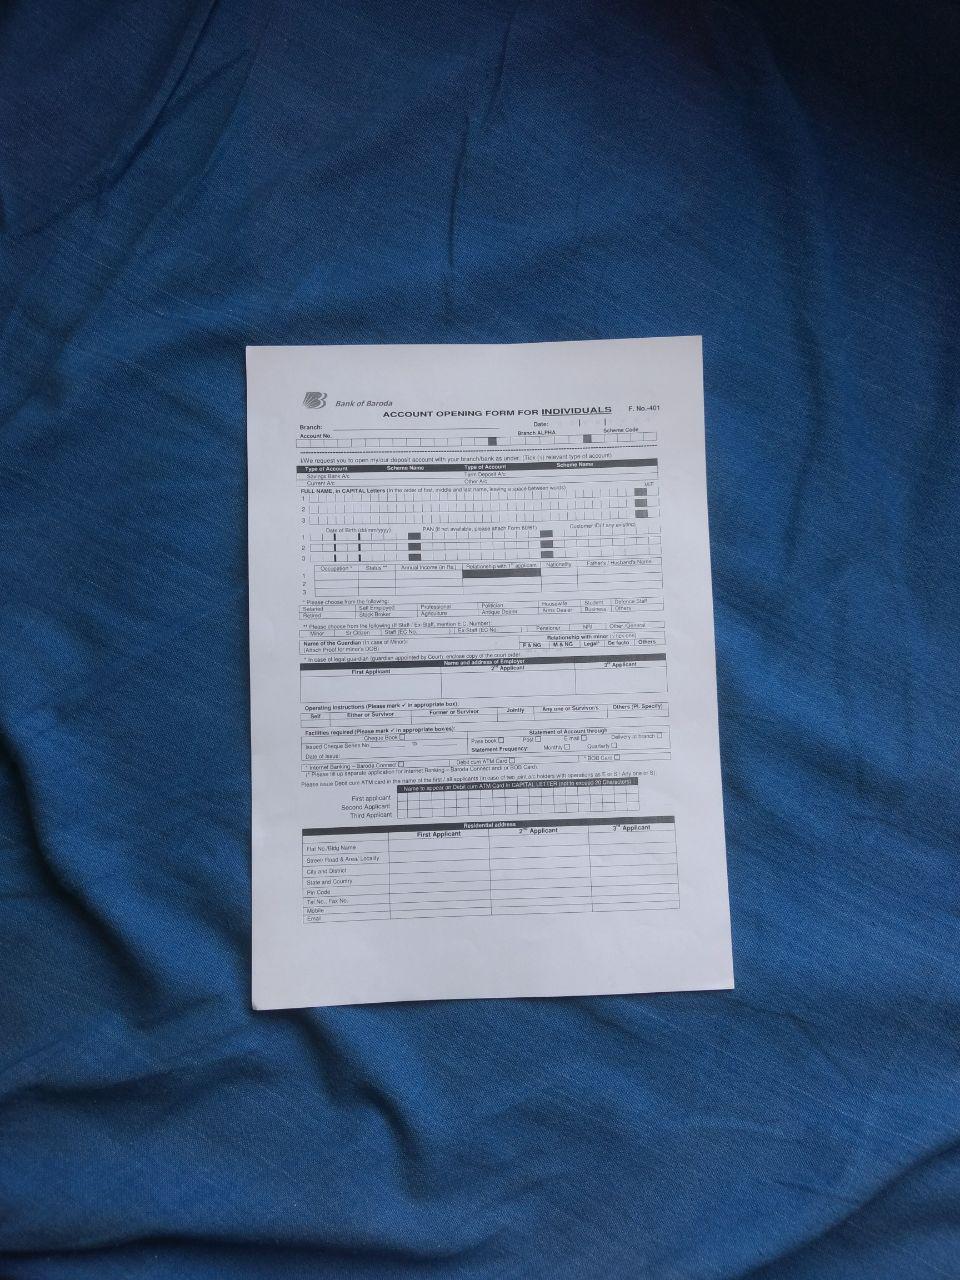 Bank of Baroda
ACCOUNT OPENING FORM FOR INDIVIDUALS F. No.-401
Branch: Date:
Account No. Branch ALPHA Scheme Code
I/We request you to open my/our deposit account with your branch/bank as under. (Tick (√) relevant type of account)
Type of Account Scheme Name Type of Account Scheme Name
Savings Bank A/c Term Deposit A/c
Current A/c Other A/c
FULL NAME, in CAPITAL Letters (in the order of first, middle and last name, leaving a space between words) M/F
1
2
3
Date of Birth (dd/mm/yyyy) PAN (If not available, please attach Form 60/61) Customer ID (if any existing)
1
2
3
Occupation * Status ** Annual Income (in Rs.) Relationship with 1st applicant Nationality Father's / Husband's Name
1
2
3
* Please choose from the following:
Salaried Self Employed Professional Politician Housewife Student Defence Staff
Retired Stock Broker Agriculture Antique Dealer Arms Dealer Business Others
** Please choose from the following (If Staff / Ex-Staff, mention E.C. Number):
Minor Sr Citizen Staff (EC No. ) Ex-Staff (EC No. ) Pensioner NRI Other /General
Name of the Guardian (In case of Minor): Relationship with minor (√ any one)
(Attach Proof for minor's DOB) F & NG M & NG Legal* De facto Others
* In case of legal guardian (guardian appointed by Court), enclose copy of the court order.
Name and address of Employer
First Applicant 2nd Applicant 3rd Applicant
Operating Instructions (Please mark ✓ in appropriate box):
Self Either or Survivor Former or Survivor Jointly Any one or Survivor/s Others (Pl. Specify)
Facilities required (Please mark ✓ in appropriate boxes): Statement of Account through
Cheque Book Pass book Post E-mail Delivery at branch
Issued Cheque Series No. to Statement Frequency: Monthly Quarterly
Date of Issue:
* Internet Banking – Baroda Connect Debit cum ATM Card * BOB Card
(* Please fill up separate application for Internet Banking – Baroda Connect and/ or BOB Card).
Please issue Debit cum ATM card in the name of the first / all applicants (in case of two joint a/c holders with operations as E or S / Any one or S)
Name to appear on Debit cum ATM Card in CAPITAL LETTER (not to exceed 20 Characters)
First applicant
Second Applicant
Third Applicant
Residential address
First Applicant 2nd Applicant 3rd Applicant
Flat No./Bldg Name
Street/ Road & Area/ Locality
City and District
State and Country
Pin Code
Tel No., Fax No.
Mobile
Email